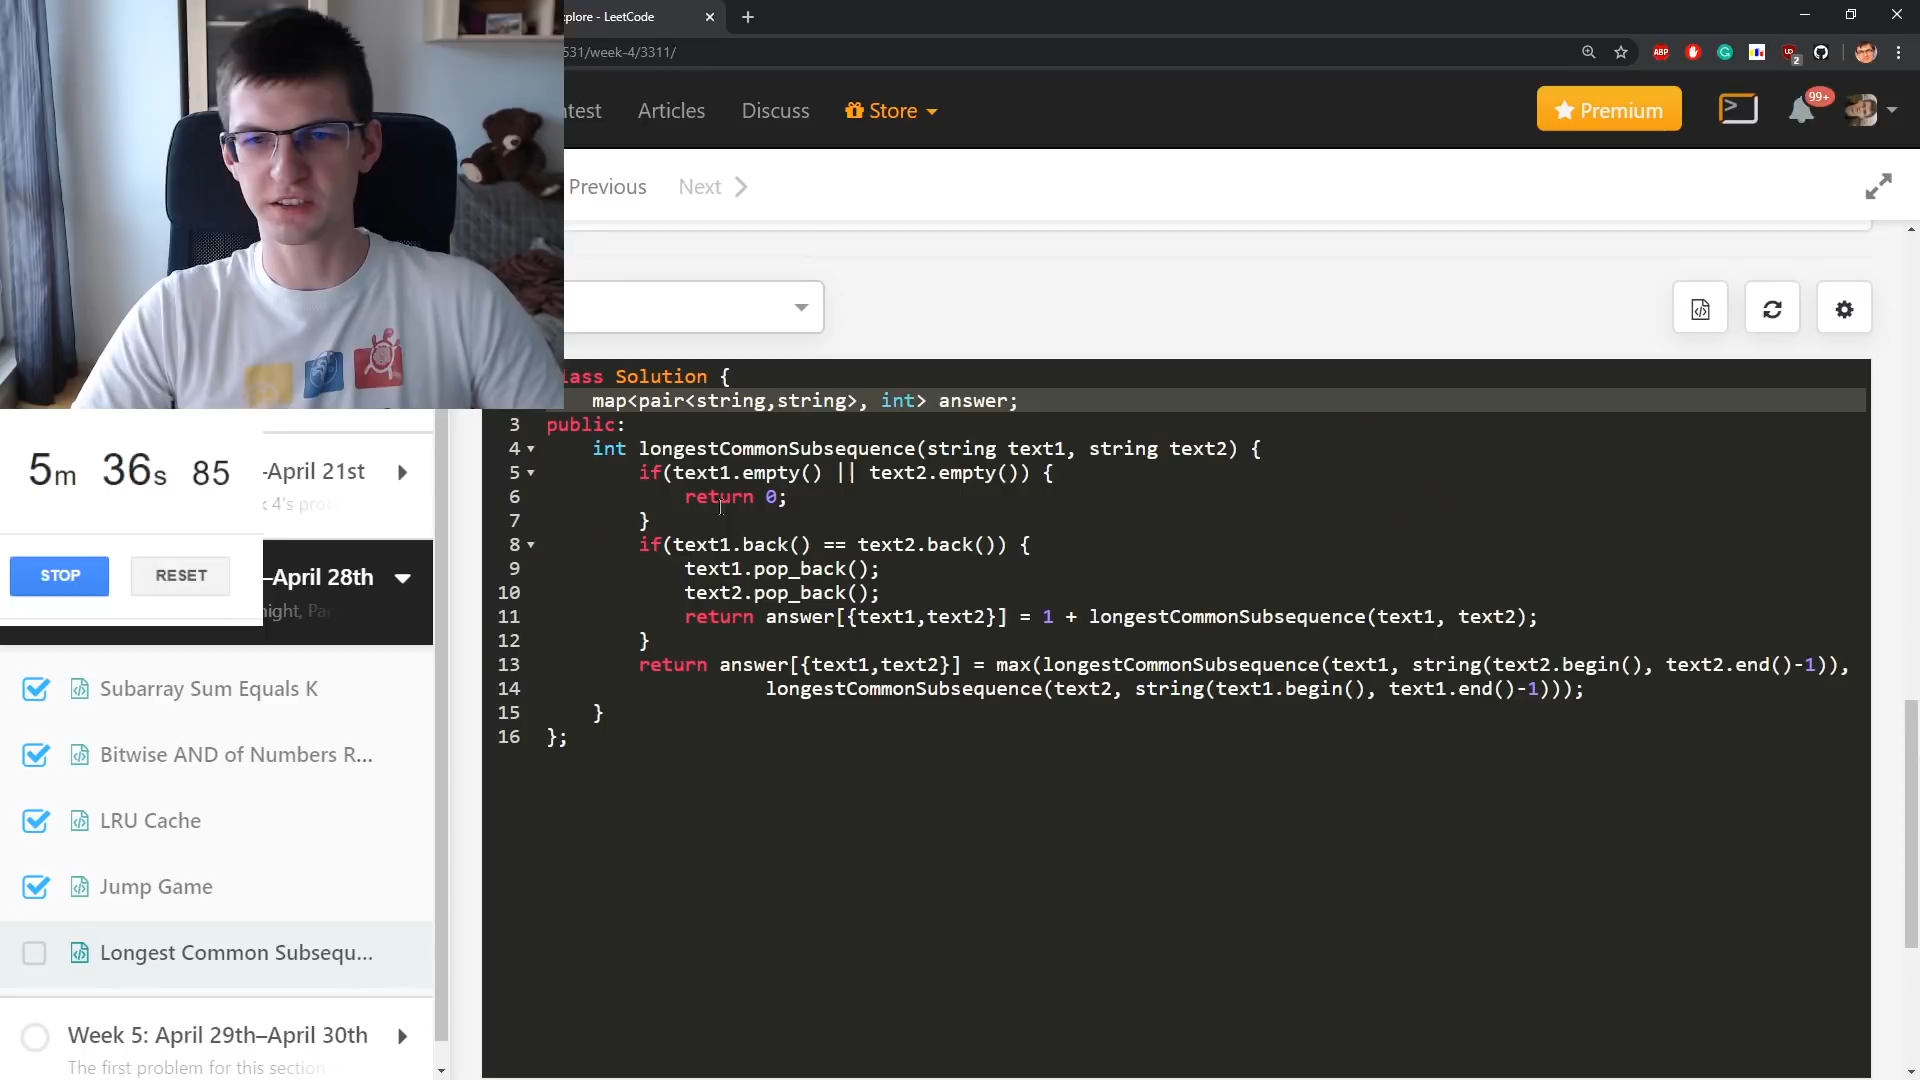 xplore - LeetCode
531/week-4/3311/
ABP
UD
2
ntest Articles Discuss Store
Premium
99+
Previous Next
lass Solution {
map<pair<string,string>, int> answer;
3 public:
4 int longestCommonSubsequence(string text1, string text2) {
5 if(text1.empty() || text2.empty()) {
6 return 0;
7 }
8 if(text1.back() == text2.back()) {
9 text1.pop_back();
10 text2.pop_back();
11 return answer[{text1,text2}] = 1 + longestCommonSubsequence(text1, text2);
12 }
13 return answer[{text1,text2}] = max(longestCommonSubsequence(text1, string(text2.begin(), text2.end()-1)),
14 longestCommonSubsequence(text2, string(text1.begin(), text1.end()-1)));
15 }
16 };
5m 36s 85
STOP RESET
-April 21st
k 4's pro
–April 28th
night, Pa
Subarray Sum Equals K
Bitwise AND of Numbers R...
LRU Cache
Jump Game
Longest Common Subsequ...
Week 5: April 29th–April 30th
The first problem for this section